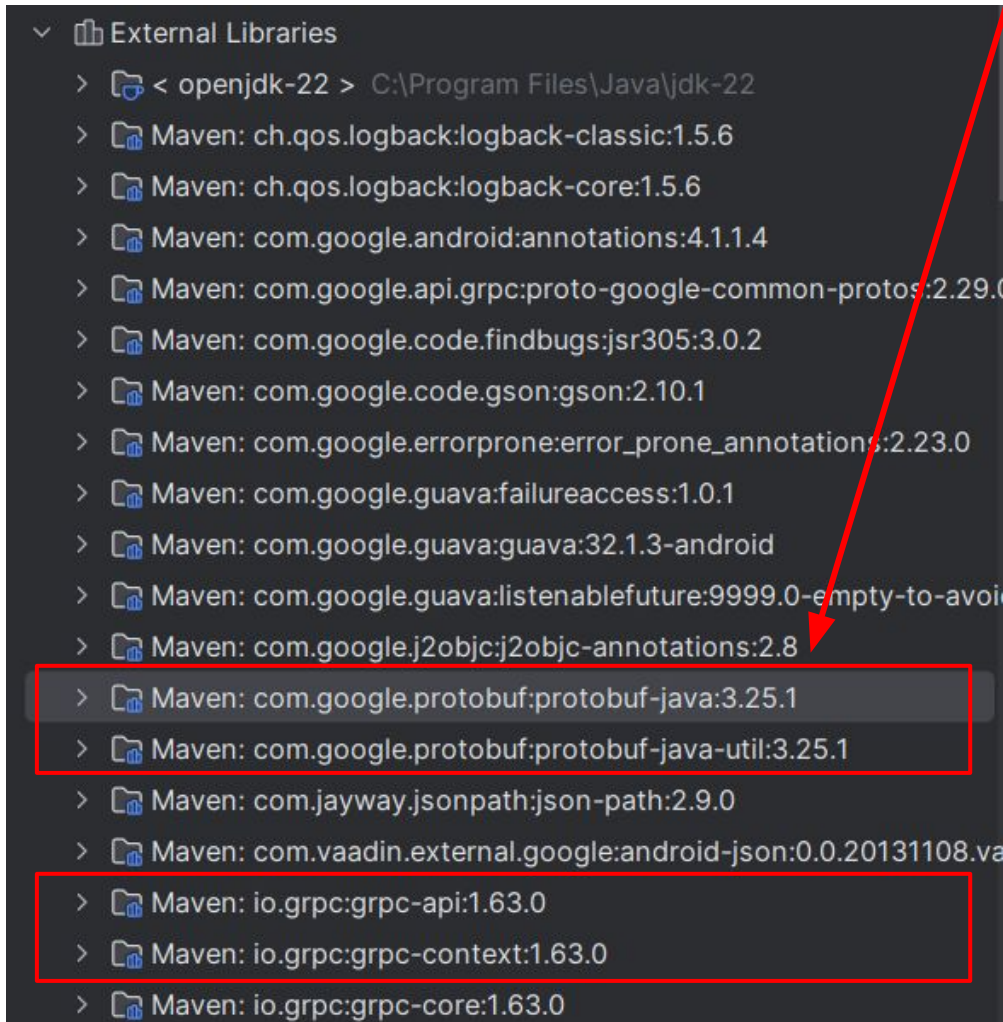 External Libraries
< openjdk-22 > C:\Program Files\Java\jdk-22
Maven: ch.qos.logback:logback-classic:1.5.6
Maven: ch.qos.logback:logback-core:1.5.6
Maven: com.google.android:annotations:4.1.1.4
Maven: com.google.api.grpc:proto-google-common-protos:2.29.0
Maven: com.google.code.findbugs:jsr305:3.0.2
Maven: com.google.code.gson:gson:2.10.1
Maven: com.google.errorprone:error_prone_annotations:2.23.0
Maven: com.google.guava:failureaccess:1.0.1
Maven: com.google.guava:guava:32.1.3-android
Maven: com.google.guava:listenablefuture:9999.0-empty-to-avoi
Maven: com.google.j2objc:j2objc-annotations:2.8
Maven: com.google.protobuf:protobuf-java:3.25.1
Maven: com.google.protobuf:protobuf-java-util:3.25.1
Maven: com.jayway.jsonpath:json-path:2.9.0
Maven: com.vaadin.external.google:android-json:0.0.20131108.va
Maven: io.grpc:grpc-api:1.63.0
Maven: io.grpc:grpc-context:1.63.0
Maven: io.grpc:grpc-core:1.63.0